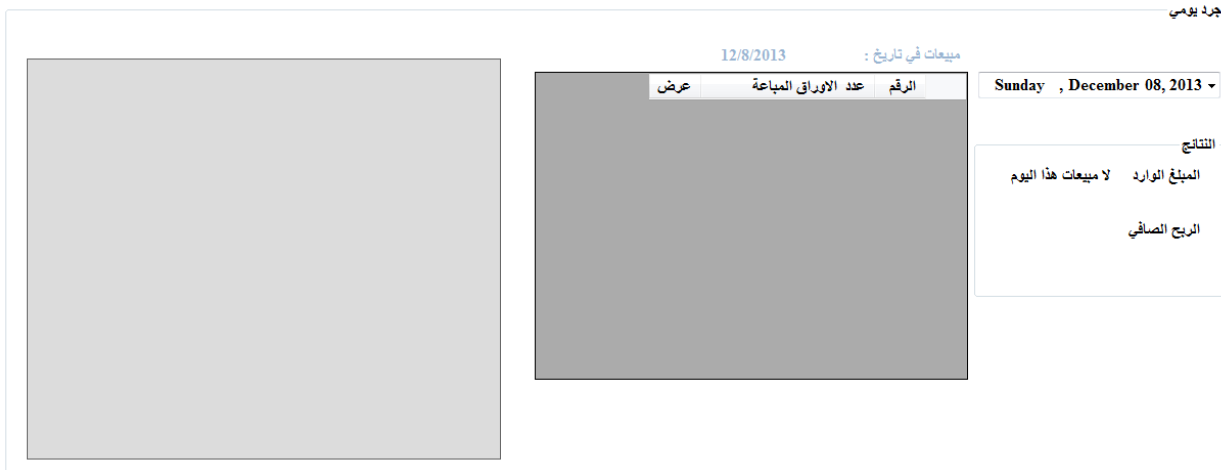 جرد يومي
مبيعات في تاريخ : 12/8/2013
Sunday , December 08, 2013
الرقم عدد الاوراق المباعة عرض
النتائج
المبلغ الوارد لا مبيعات هذا اليوم
الربح الصافي